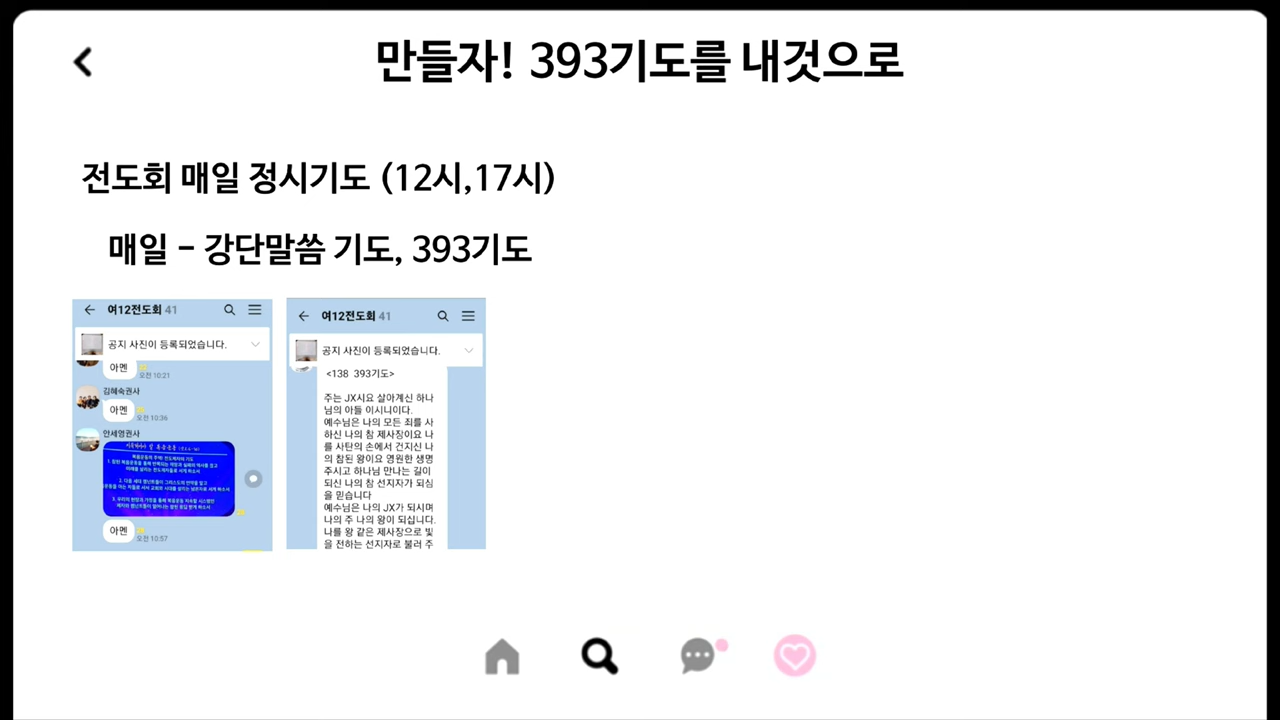 만들자! 393기도를 내것으로
전도회 매일 정시기도 (12시,17시)
매일 - 강단말씀 기도, 393기도
여12전도회 41
공지 사진이 등록되었습니다.
아멘
오전 10:21
김혜숙권사
아멘
오전 10:36
안세영권사
아멘
오전 10:57
여12전도회 41
공지 사진이 등록되었습니다.
<138 393기도>
주는 JX시요 살아계신 하나
님의 아들 이시니이다.
예수님은 나의 모든 죄를 사
하신 나의 참 제사장이요 나
를 사탄의 손에서 건지신 나
의 참된 왕이요 영원한 생명
주시고 하나님 만나는 길이
되신 나의 참 선지자가 되심
을 믿습니다
예수님은 나의 JX가 되시며
나의 주 나의 왕이 되십니다.
나를 왕 같은 제사장으로 빛
을 전하는 선지자로 불러 주